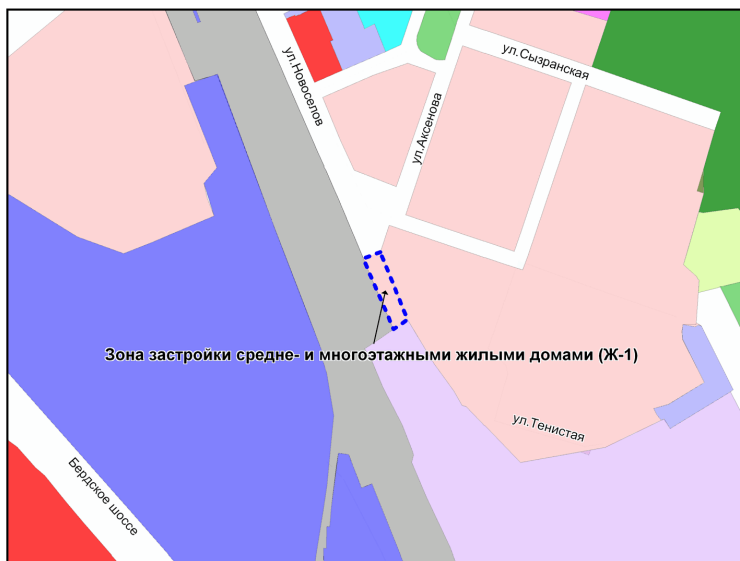 ул.Сызранская
ул.Новоселов
ул.Аксенова
Зона застройки средне- и многоэтажными жилыми домами (Ж-1)
ул.Тенистая
Бердское шоссе